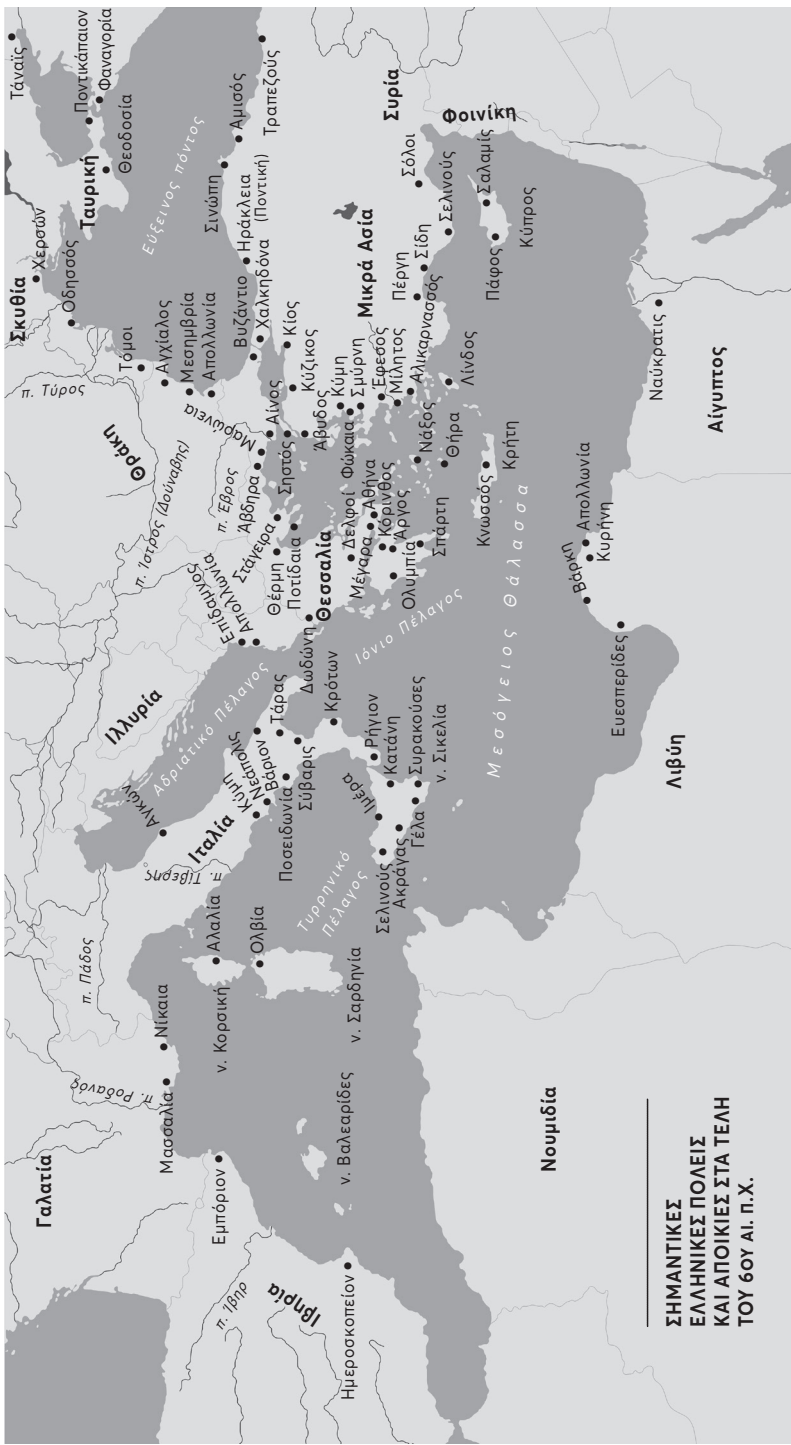 ΣΗΜΑΝΤΙΚΕΣ
ΕΛΛΗΝΙΚΕΣ ΠΟΛΕΙΣ
ΚΑΙ ΑΠΟΙΚΙΕΣ ΣΤΑ ΤΕΛΗ
ΤΟΥ 6ΟΥ ΑΙ. Π.Χ.
Γαλατία
π. Ροδανός
Μασσαλία
Νίκαια
π. Πάδος
Εμπόριον
π. Ίβηρ
Ιβηρία
Ημεροσκοπείον
ν. Βαλεαρίδες
ν. Κορσική
Αλαλία
Ολβία
ν. Σαρδηνία
Νουμιδία
Τυρρηνικό
Πέλαγος
Αγκών
π. Τίβερης
Ιταλία
Κύμη
Νεάπολις
Βάριον
Τάρας
Ποσειδωνία
Σύβαρις
Κρότων
Ρήγιον
Ιμέρα
Κατάνη
Σελινούς
Ακράγας
Γέλα
Συρακούσες
ν. Σικελία
Ιλλυρία
Αδριατικό Πέλαγος
Επίδαμνος
Απολλωνία
Δωδώνη
Ιόνιο Πέλαγος
Μεσόγειος Θάλασσα
Λιβύη
Ευεσπερίδες
Βάρκη
Απολλωνία
Κυρήνη
Θράκη
π. Ίστρος (Δούναβης)
π. Τύρος
π. Έβρος
Στάγειρα
Άβδηρα
Μαρώνεια
Αίνος
Θέρμη
Ποτίδαια
Σηστός
Άβυδος
Θεσσαλία
Δελφοί
Μέγαρα
Αθήνα
Κόρινθος
Άργος
Ολυμπία
Σπάρτη
Νάξος
Θήρα
Κνωσσός
Κρήτη
Φώκαια
Κύμη
Σμύρνη
Έφεσος
Μίλητος
Αλικαρνασσός
Λίνδος
Κύζικος
Κίος
Βυζάντιο
Χαλκηδόνα
Ηράκλεια
(Ποντική)
Σινώπη
Αμισός
Τραπεζούς
Τόμοι
Αγχίαλος
Μεσημβρία
Απολλωνία
Σκυθία
Χερσών
Οδησσός
Ταυρική
Θεοδοσία
Ποντικάπαιον
Φαναγορία
Τάναϊς
Εύξεινος πόντος
Μικρά Ασία
Πέργη
Σίδη
Σελινούς
Σόλοι
Συρία
Φοινίκη
Πάφος
Σαλαμίς
Κύπρος
Ναύκρατις
Αίγυπτος